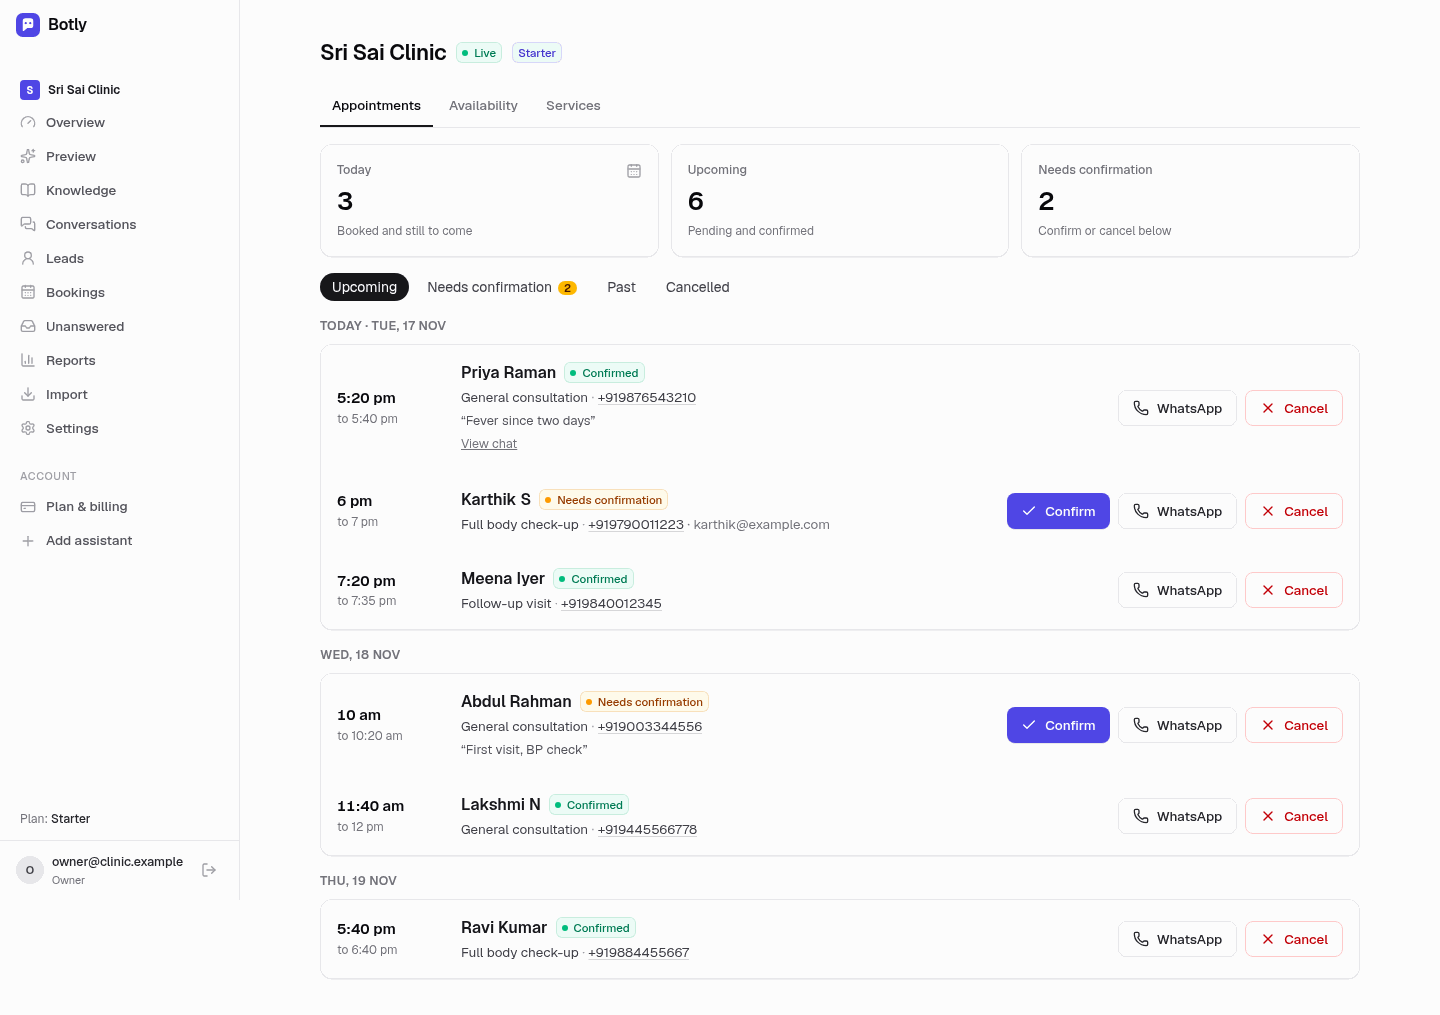 Botly
Sri Sai Clinic
Live
Starter
S
Sri Sai Clinic
Overview
Preview
Knowledge
Conversations
Leads
Bookings
Unanswered
Reports
Import
Settings
ACCOUNT
Plan & billing
Add assistant
Plan: Starter
O
owner@clinic.example
Owner
Appointments
Availability
Services
Today
3
Booked and still to come
Upcoming
6
Pending and confirmed
Needs confirmation
2
Confirm or cancel below
Upcoming
Needs confirmation 2
Past
Cancelled
TODAY · TUE, 17 NOV
5:20 pm
to 5:40 pm
Priya Raman
Confirmed
General consultation · +919876543210
“Fever since two days”
View chat
WhatsApp
Cancel
6 pm
to 7 pm
Karthik S
Needs confirmation
Full body check-up · +919790011223 · karthik@example.com
Confirm
WhatsApp
Cancel
7:20 pm
to 7:35 pm
Meena Iyer
Confirmed
Follow-up visit · +919840012345
WhatsApp
Cancel
WED, 18 NOV
10 am
to 10:20 am
Abdul Rahman
Needs confirmation
General consultation · +919003344556
“First visit, BP check”
Confirm
WhatsApp
Cancel
11:40 am
to 12 pm
Lakshmi N
Confirmed
General consultation · +919445566778
WhatsApp
Cancel
THU, 19 NOV
5:40 pm
to 6:40 pm
Ravi Kumar
Confirmed
Full body check-up · +919884455667
WhatsApp
Cancel